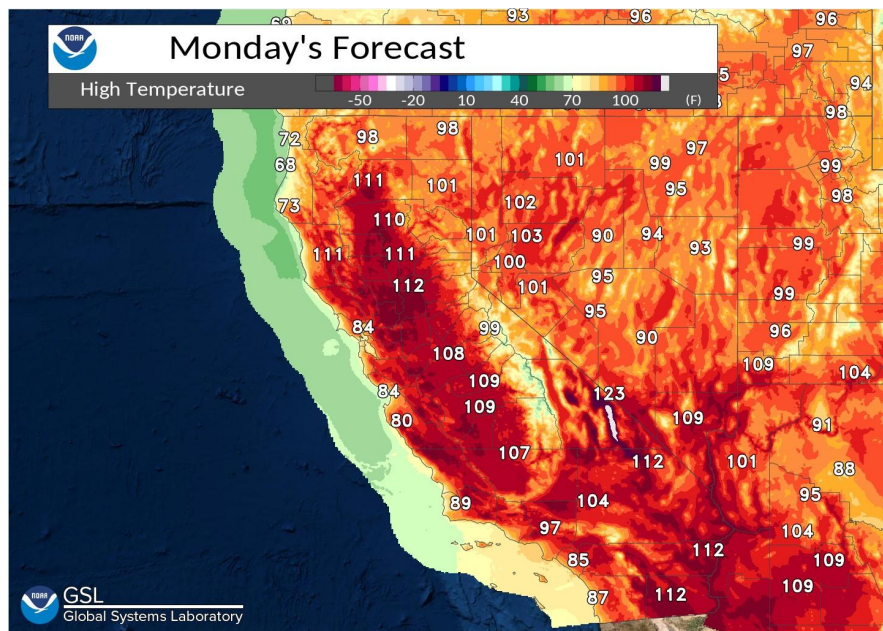 69 93 96 96
NOAA
Monday's Forecast
97
High Temperature
-50 -20 10 40 70 100 (F)
94
98
72 98 98
97
68 101 99 99
111 101 95 98
73 102
110
101 103 90 94 93 99
111 111 100
112 101 95 99
84 99 95 96
108 90 109 104
109
84 109 123
80 109 91
107 112 101 88
89 104 95
97 104
85 112 109
87 112 109
NOAA
GSL
Global Systems Laboratory